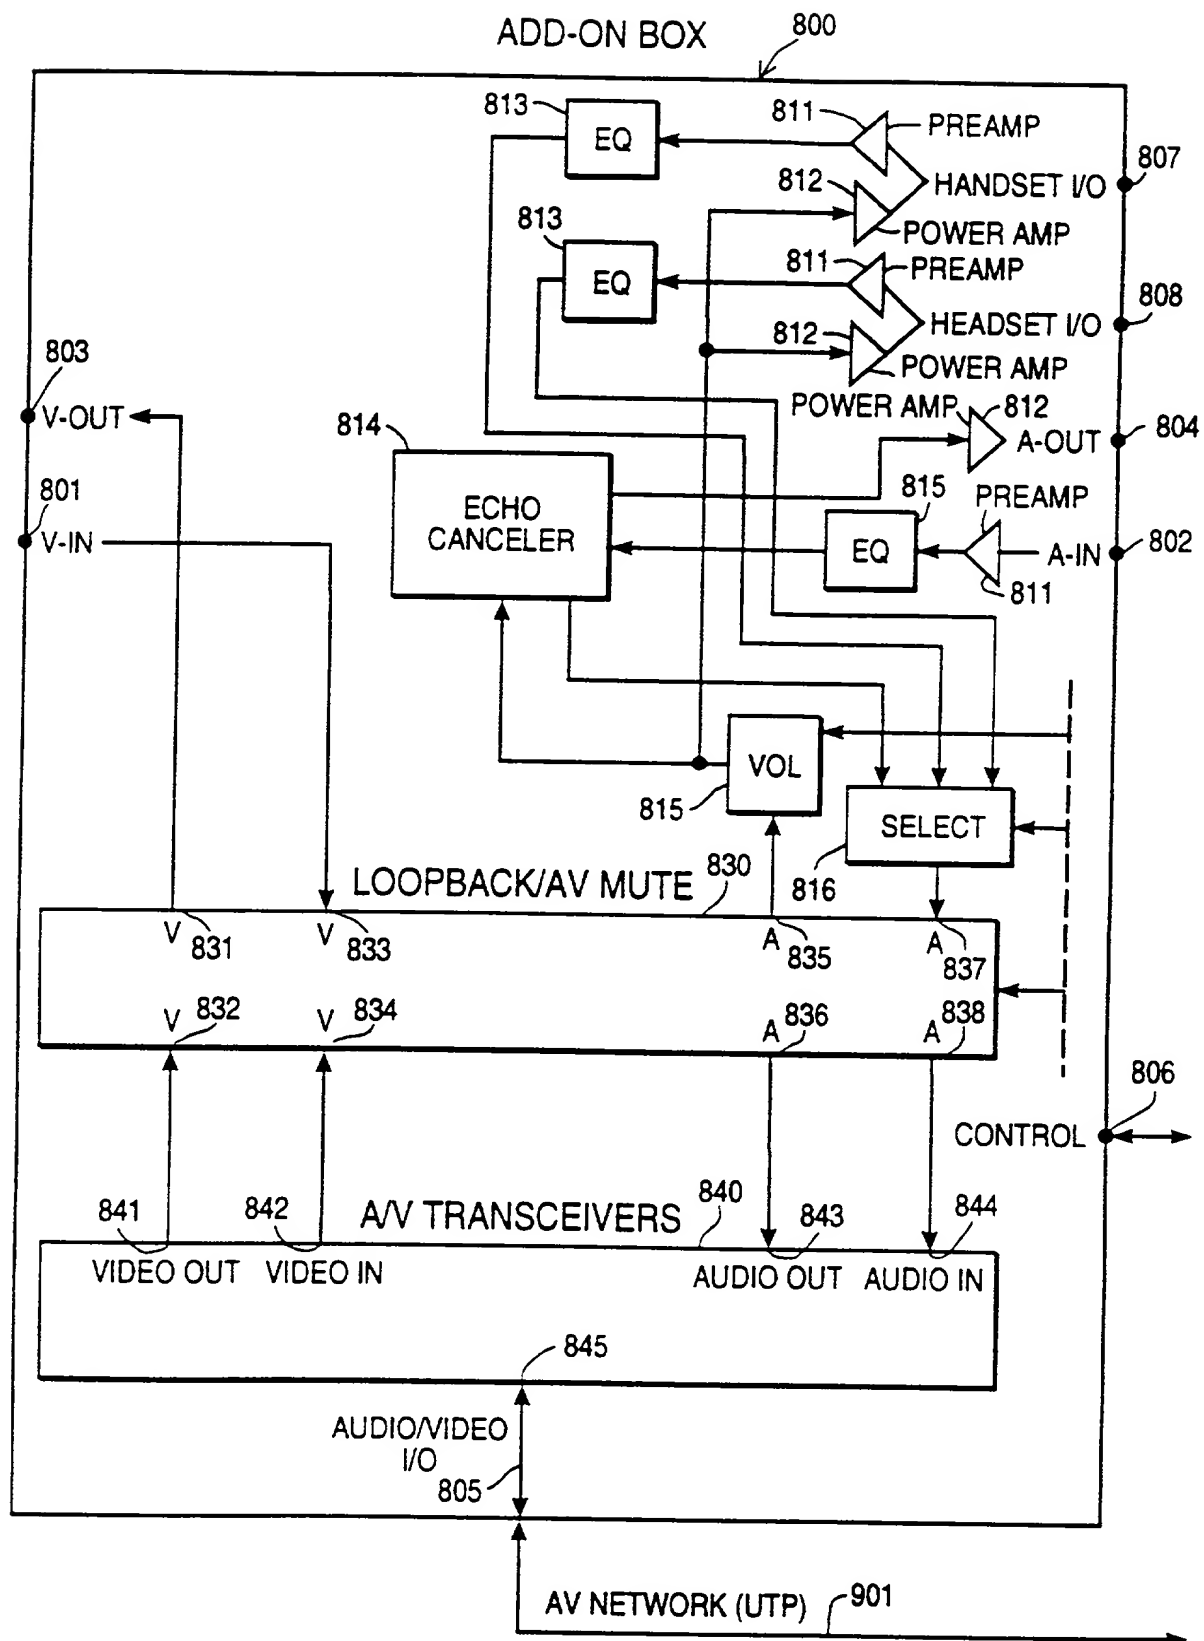 ADD-ON BOX
800
813
EQ
811
PREAMP
807
HANDSET I/O
812
POWER AMP
813
EQ
811
PREAMP
808
HEADSET I/O
812
POWER AMP
803
V-OUT
POWER AMP
812
A-OUT
804
814
ECHO
CANCELER
801
V-IN
815
EQ
PREAMP
A-IN
802
811
VOL
815
SELECT
816
LOOPBACK/AV MUTE
830
V
831
V
833
A
835
A
837
V
832
V
834
A
836
A
838
806
CONTROL
A/V TRANSCEIVERS
840
841
842
843
844
VIDEO OUT
VIDEO IN
AUDIO OUT
AUDIO IN
845
AUDIO/VIDEO
I/O
805
AV NETWORK (UTP)
901